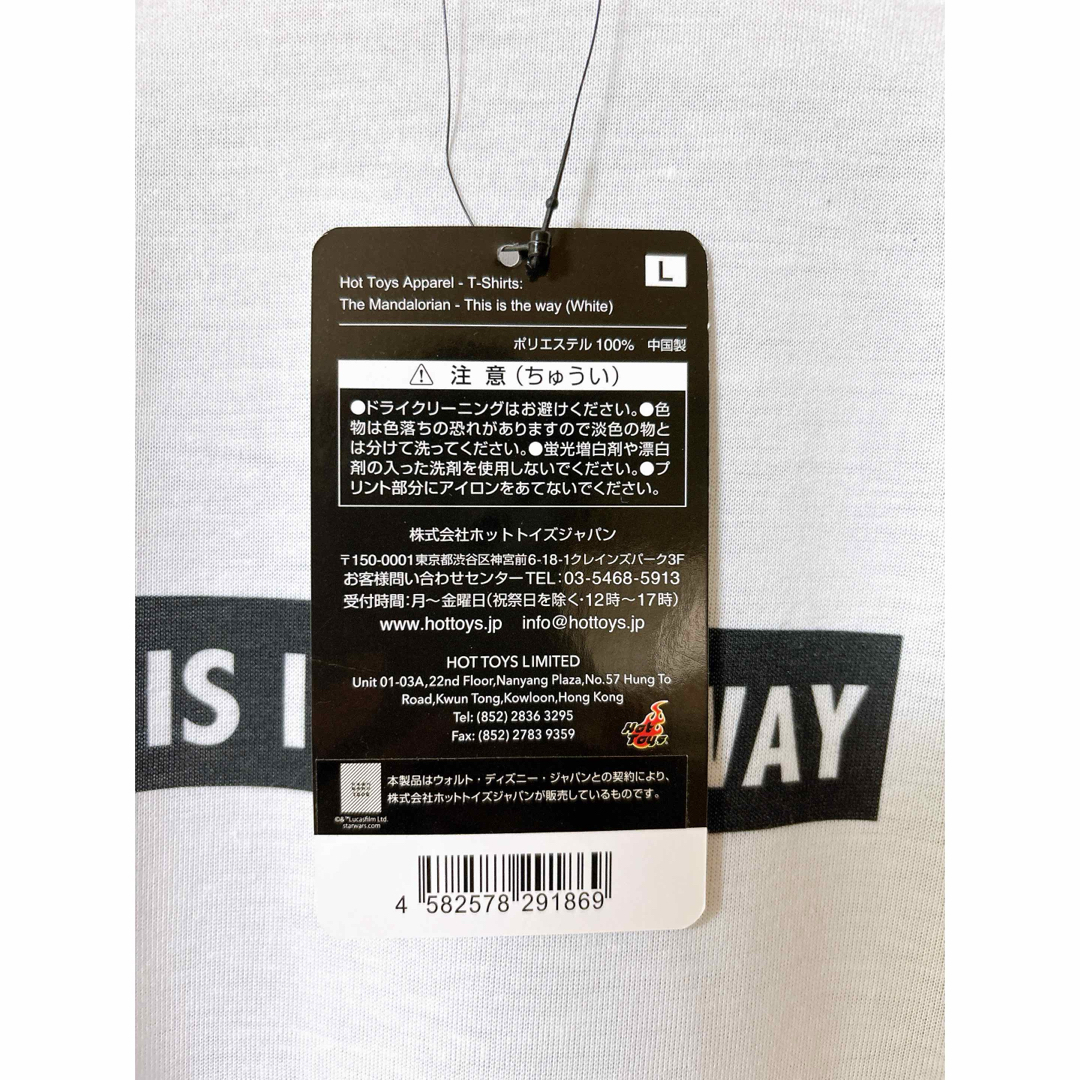 L
Hot Toys Apparel - T-Shirts:
The Mandalorian - This is the way (White)
ポリエステル 100% 中国製
注 意(ちゅうい)
●ドライクリーニングはお避けください。●色
物は色落ちの恐れがありますので淡色の物と
は分けて洗ってください。●蛍光増白剤や漂白
剤の入った洗剤を使用しないでください。●プ
リント部分にアイロンをあてないでください。
株式会社ホットトイズジャパン
〒150-0001東京都渋谷区神宮前6-18-1クレインズパーク3F
お客様問い合わせセンターTEL:03-5468-5913
受付時間:月〜金曜日(祝祭日を除く・12時〜17時)
www.hottoys.jp info@hottoys.jp
HOT TOYS LIMITED
Unit 01-03A,22nd Floor,Nanyang Plaza,No.57 Hung To
Road,Kwun Tong,Kowloon,Hong Kong
Tel: (852) 2836 3295
Fax: (852) 2783 9359
Hot
Toys
IS I WAY
本製品はウォルト・ディズニー・ジャパンとの契約により、
株式会社ホットトイズジャパンが販売しているものです。
©&™Lucasfilm Ltd.
starwars.com
4 582578 291869